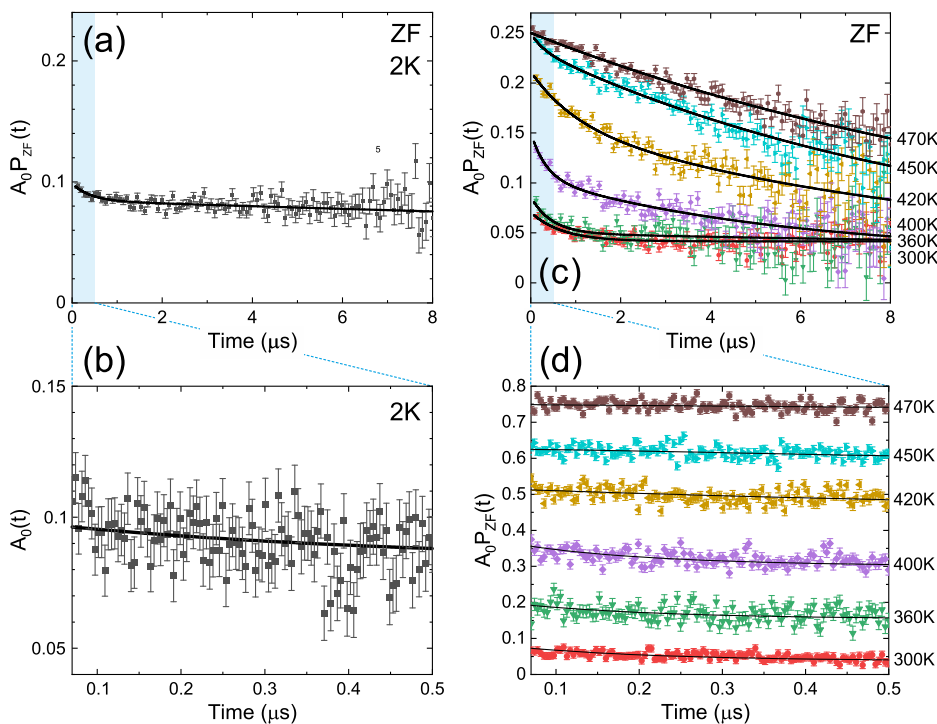 (a)
ZF
2K
0.2
0.1
0
A₀P_ZF(t)
5
0 2 4 6 8
Time (μs)
(c)
ZF
0.25
0.2
0.15
0.1
0.05
0
A₀P_ZF(t)
470K
450K
420K
400K
360K
300K
0 2 4 6 8
Time (μs)
(b)
2K
0.15
0.1
0.05
A₀(t)
0.1 0.2 0.3 0.4 0.5
Time (μs)
(d)
0.8
0.7
0.6
0.5
0.4
0.3
0.2
0.1
0
A₀P_ZF(t)
470K
450K
420K
400K
360K
300K
0.1 0.2 0.3 0.4 0.5
Time (μs)